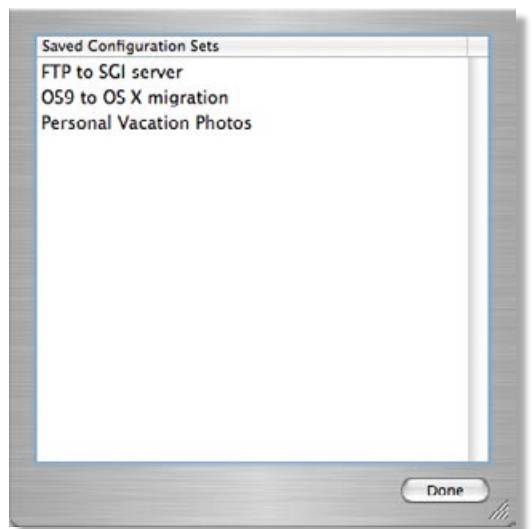 Saved Configuration Sets
FTP to SGI server
OS9 to OS X migration
Personal Vacation Photos
Done